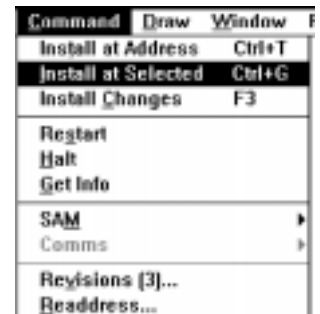 Command Draw Window
Install at Address Ctrl+T
Install at Selected Ctrl+G
Install Changes F3
Restart
Halt
Get Info
SAM
Comms
Revisions (3)...
Readdress...